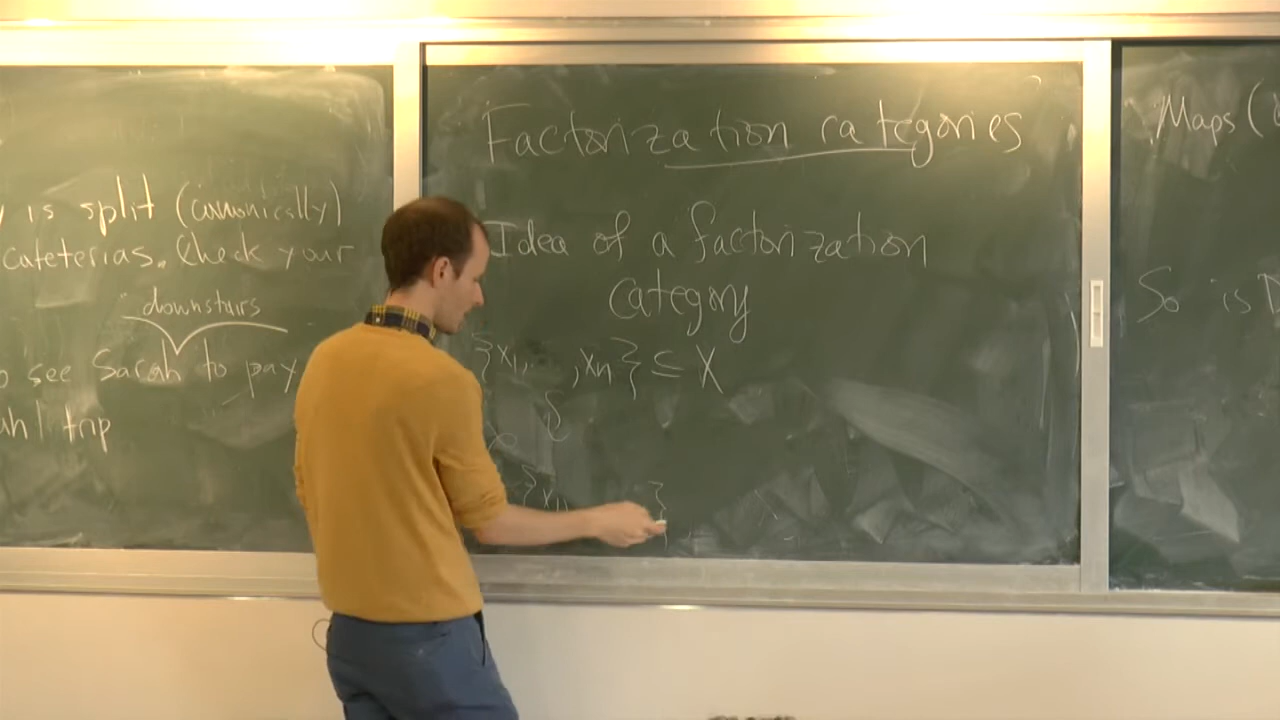 is split (canonically)
cafeterias. Check your
downstairs
see Sarah to pay
trip
Factorization categories
Idea of a factorization
category
{x₁, ,xₙ} ⊆ X
{x₁, }
Maps (
So is